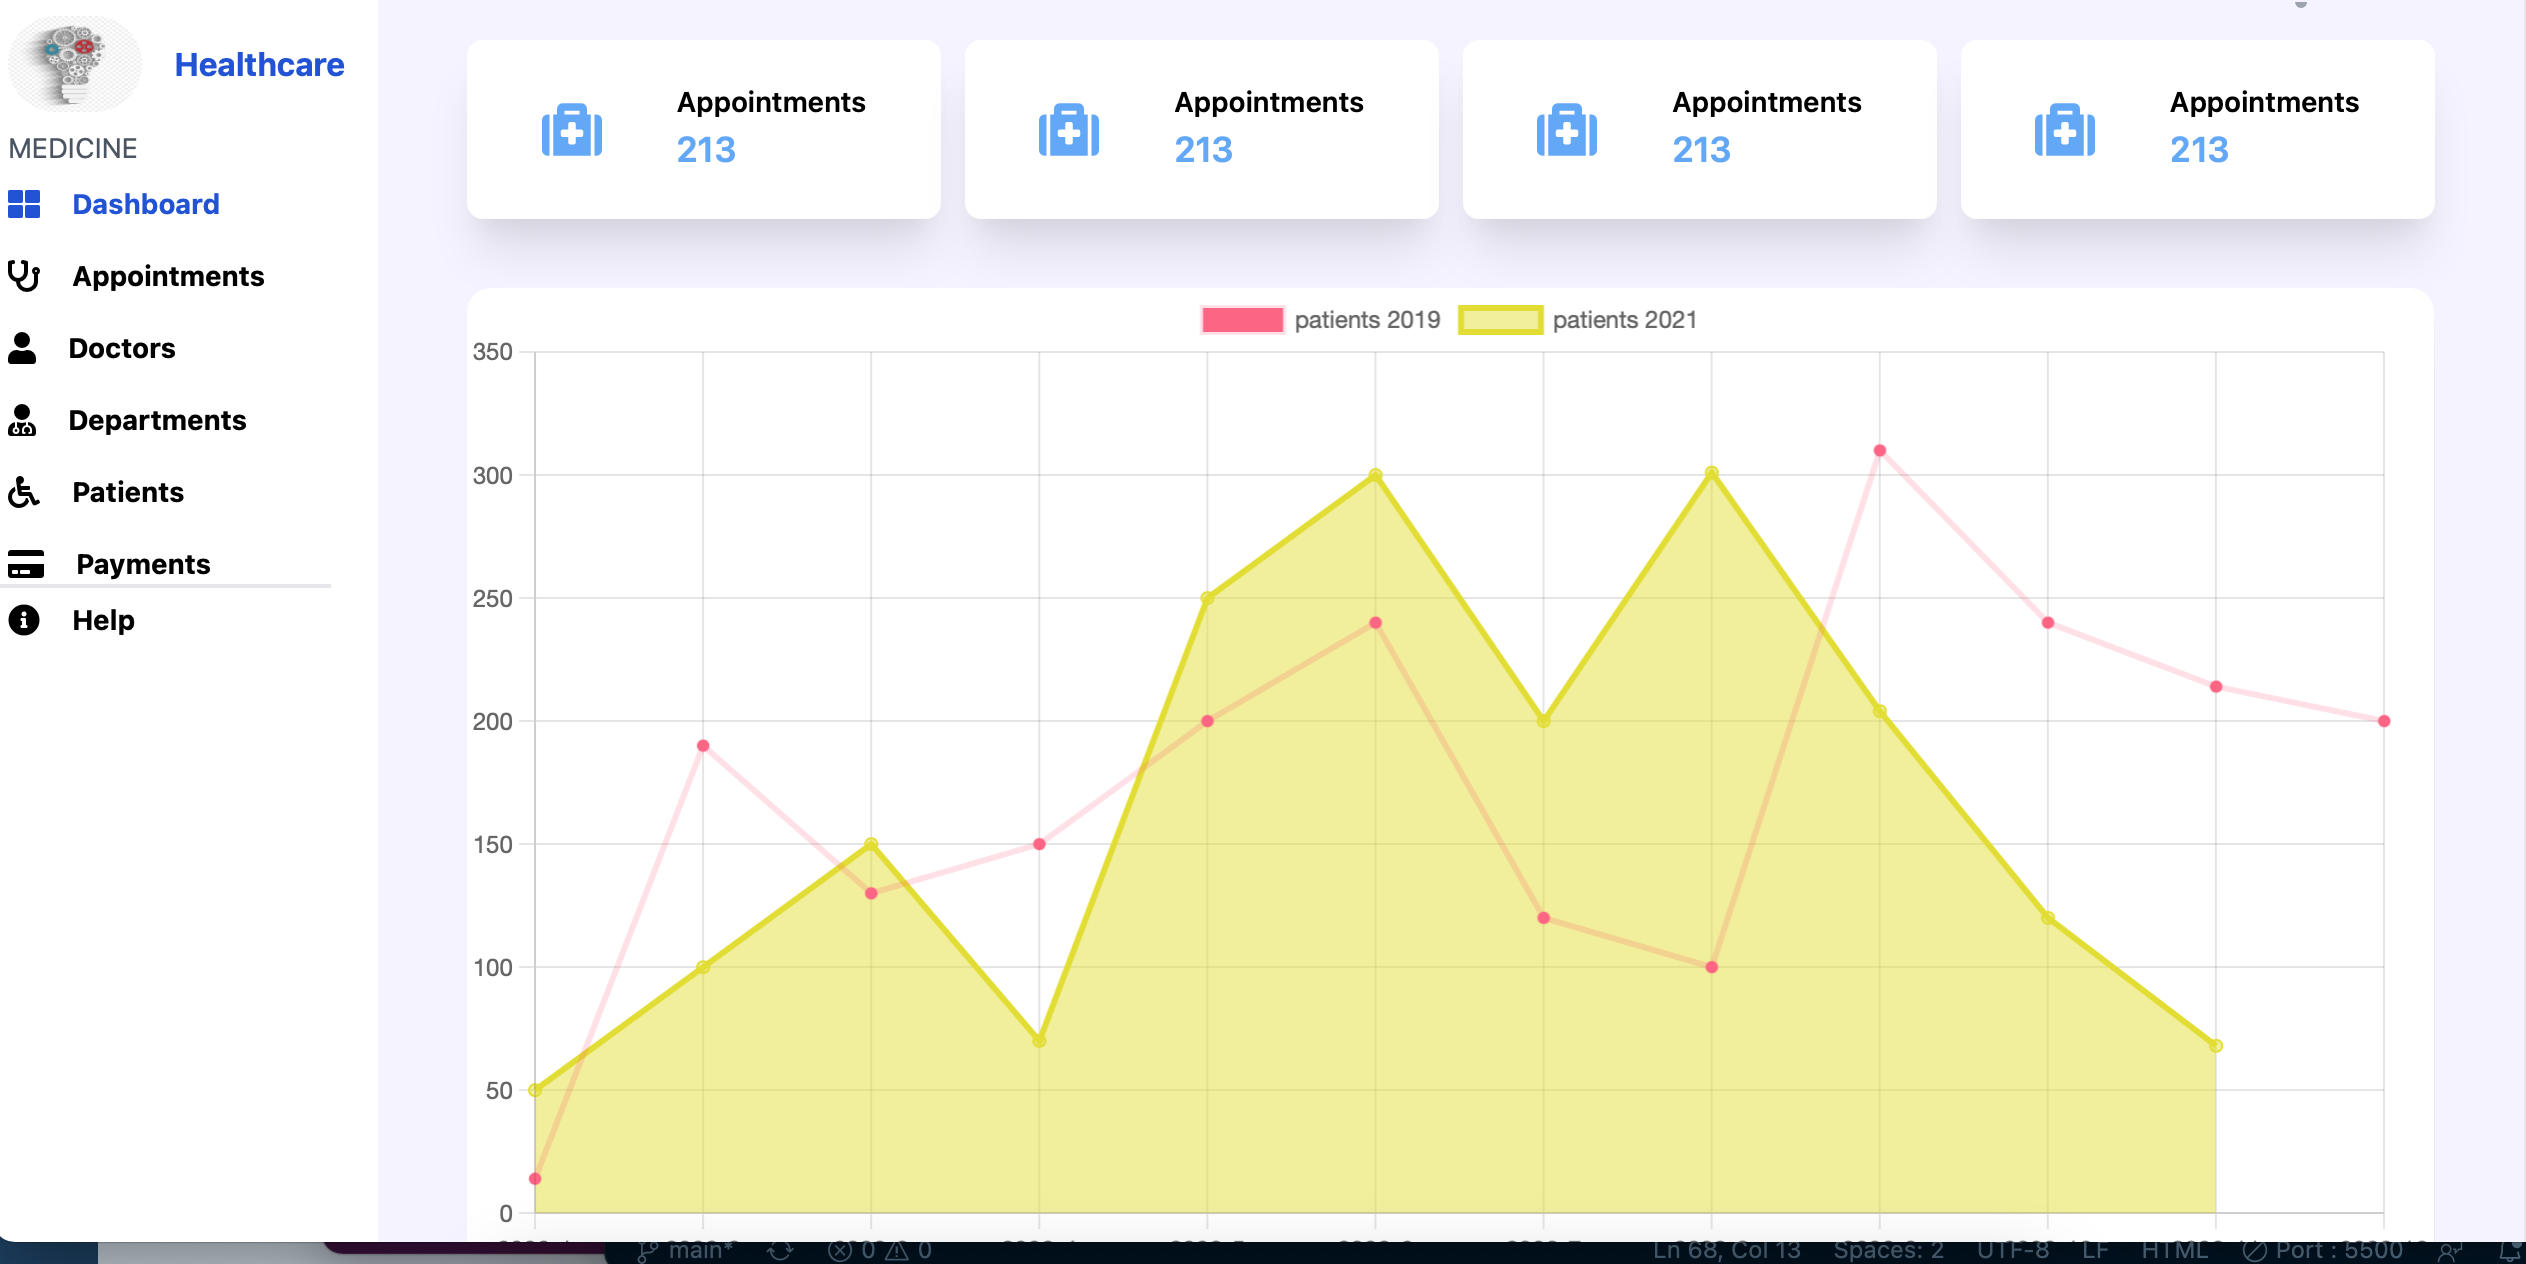 Healthcare
MEDICINE
Dashboard
Appointments
Doctors
Departments
Patients
Payments
Help
Appointments
213
Appointments
213
Appointments
213
Appointments
213
patients 2019
patients 2021
350
300
250
200
150
100
50
0
main* 0 0 Ln 68, Col 13 Spaces: 2 UTF-8 LF HTML Port : 5500